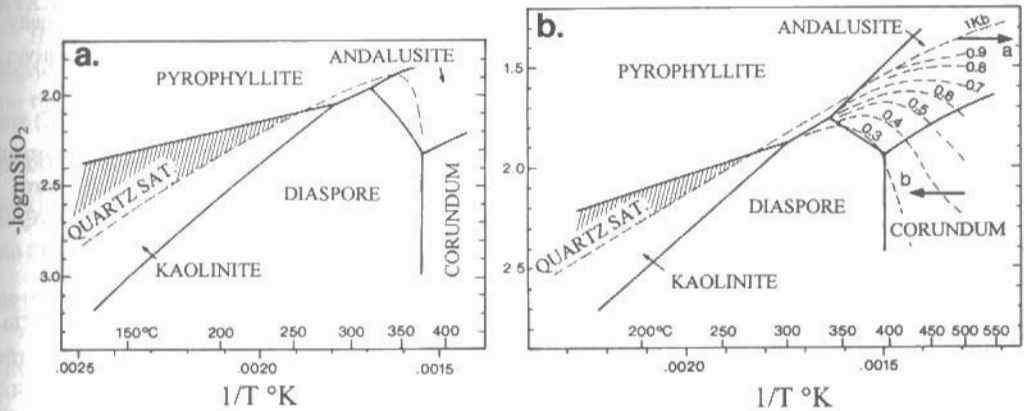 a.
PYROPHYLLITE
ANDALUSITE
QUARTZ SAT.
DIASPORE
CORUNDUM
KAOLINITE
-logmSiO2
2.0
2.5
3.0
150°C 200 250 300 350 400
.0025 .0020 .0015
1/T °K
b.
ANDALUSITE
1Kb
a
PYROPHYLLITE
0.9
0.8
0.7
0.6
0.5
0.4
0.3
QUARTZ SAT.
DIASPORE
b
CORUNDUM
KAOLINITE
1.5
2.0
2 5
200°C 250 300 350 400 450 500 550
.0020 .0015
1/T °K